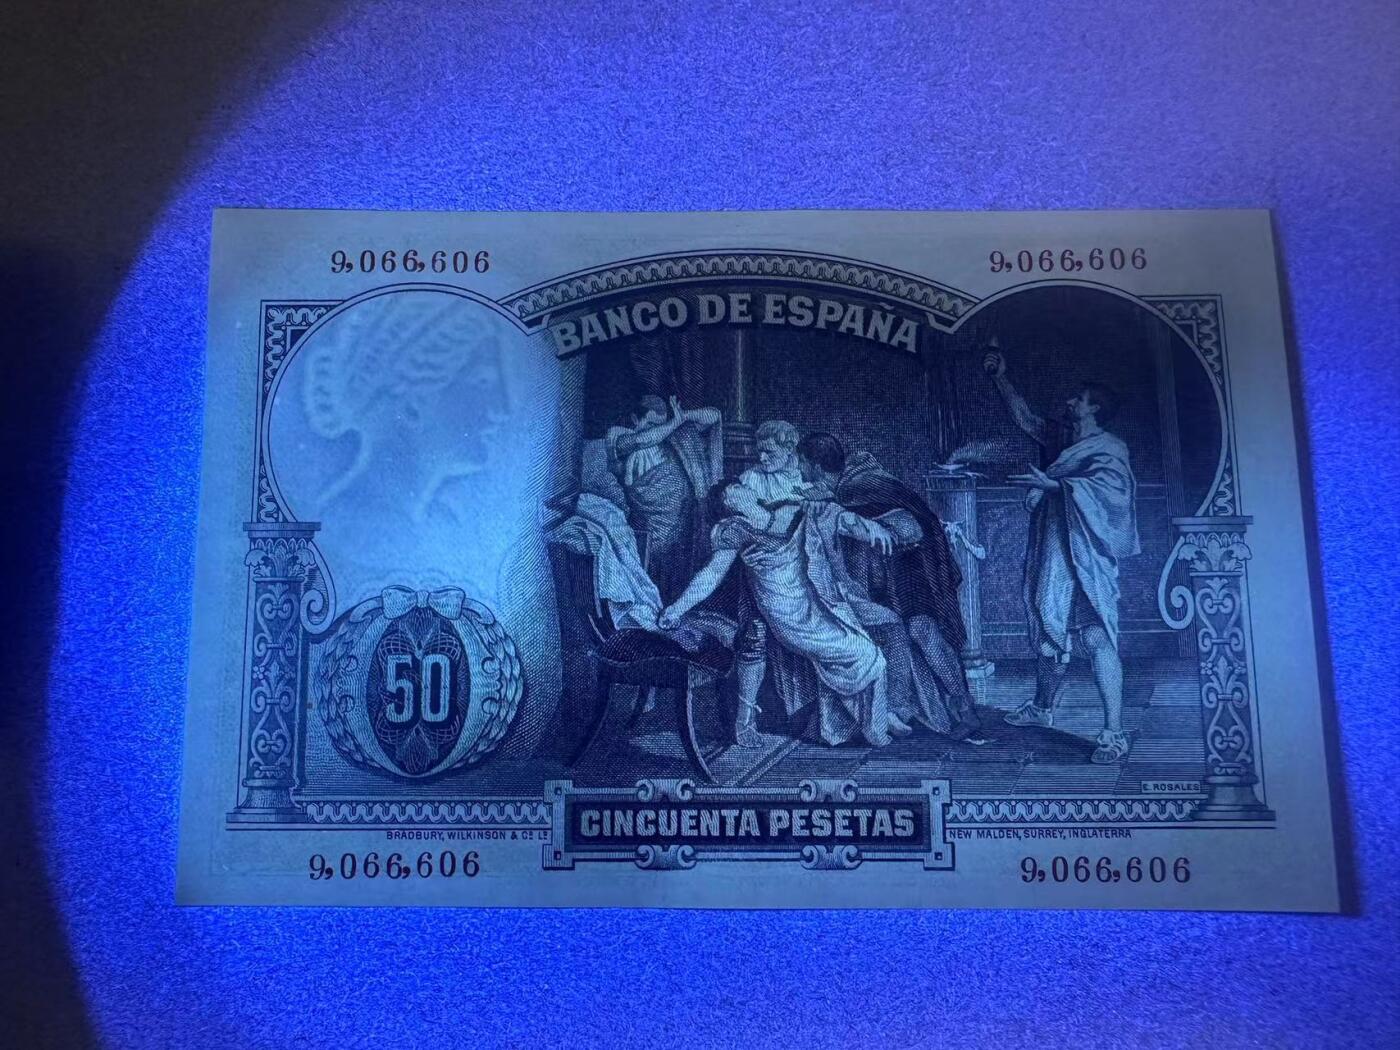 9,066,606 9,066,606
BANCO DE ESPAÑA
50
E. ROSALES
CINCUENTA PESETAS
BRADBURY, WILKINSON & Cº Lº NEW MALDEN, SURREY, INGLATERRA
9,066,606 9,066,606